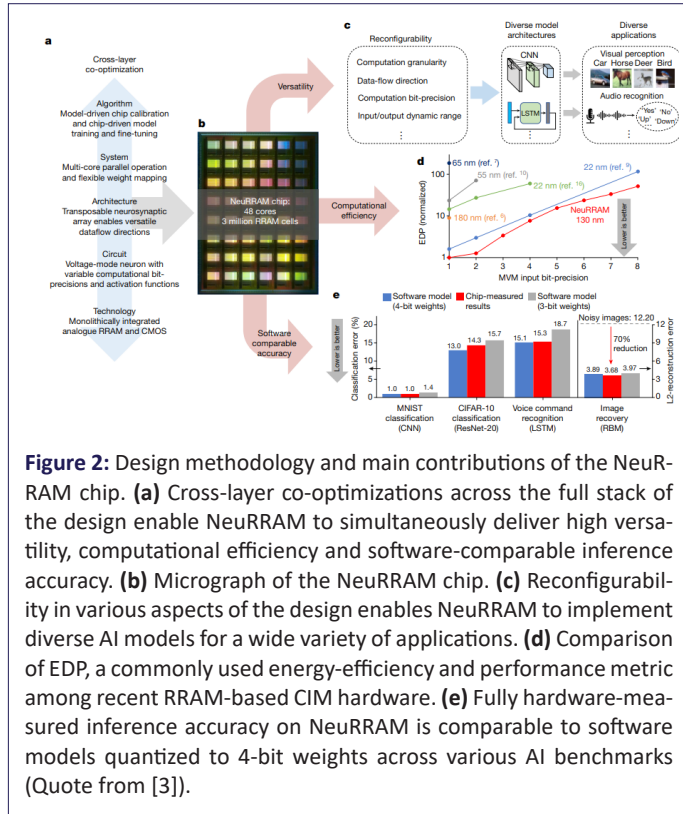 a
Cross-layer
co-optimization
Algorithm
Model-driven chip calibration
and chip-driven model
training and fine-tuning
System
Multi-core parallel operation
and flexible weight mapping
Architecture
Transposable neurosynaptic
array enables versatile
dataflow directions
Circuit
Voltage-mode neuron with
variable computational bit-
precisions and activation functions
Technology
Monolithically integrated
analogue RRAM and CMOS
b
NeuRRAM chip:
48 cores
3 million RRAM cells
Versatility
Computational
efficiency
Software
comparable
accuracy
c
Reconfigurability
Computation granularity
Data-flow direction
Computation bit-precision
Input/output dynamic range
⋮
Diverse model
architectures
CNN
LSTM
⋮
Diverse
applications
Visual perception
Car Horse Deer Bird
Audio recognition
'Yes' 'No'
'Up' 'Down'
⋮
d
EDP (normalized)
100
10
1
65 nm (ref. 7)
55 nm (ref. 10)
22 nm (ref. 9)
180 nm (ref. 6)
NeuRRAM
130 nm
Lower is better
1 2 3 4 5 6 7 8
MVM input bit-precision
e
Lower is better
Software model
(4-bit weights)
Chip-measured
results
Software model
(3-bit weights)
Classification error (%)
20
15
10
5
0
1.0 1.0 1.4
13.0 14.3 15.7
15.1 15.3 18.7
3.89 3.68 3.97
Noisy images: 12.20
70%
reduction
12
9
6
3
0
L2-reconstruction error
MNIST
classification
(CNN)
CIFAR-10
classification
(ResNet-20)
Voice command
recognition
(LSTM)
Image
recovery
(RBM)
Figure 2: Design methodology and main contributions of the NeuR-
RAM chip. (a) Cross-layer co-optimizations across the full stack of
the design enable NeuRRAM to simultaneously deliver high versa-
tility, computational efficiency and software-comparable inference
accuracy. (b) Micrograph of the NeuRRAM chip. (c) Reconfigurabil-
ity in various aspects of the design enables NeuRRAM to implement
diverse AI models for a wide variety of applications. (d) Comparison
of EDP, a commonly used energy-efficiency and performance metric
among recent RRAM-based CIM hardware. (e) Fully hardware-mea-
sured inference accuracy on NeuRRAM is comparable to software
models quantized to 4-bit weights across various AI benchmarks
(Quote from [3]).